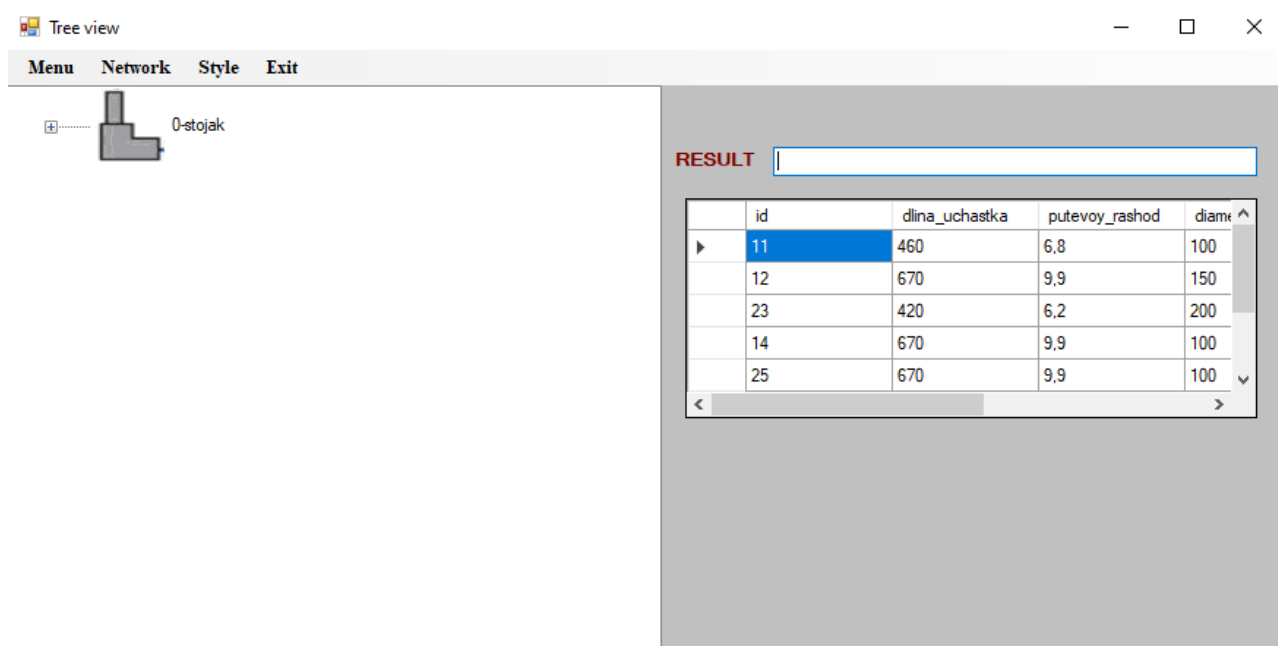 Tree view
Menu Network Style Exit
0-stojak
RESULT
id dlina_uchastka putevoy_rashod diame
11 460 6,8 100
12 670 9,9 150
23 420 6,2 200
14 670 9,9 100
25 670 9,9 100